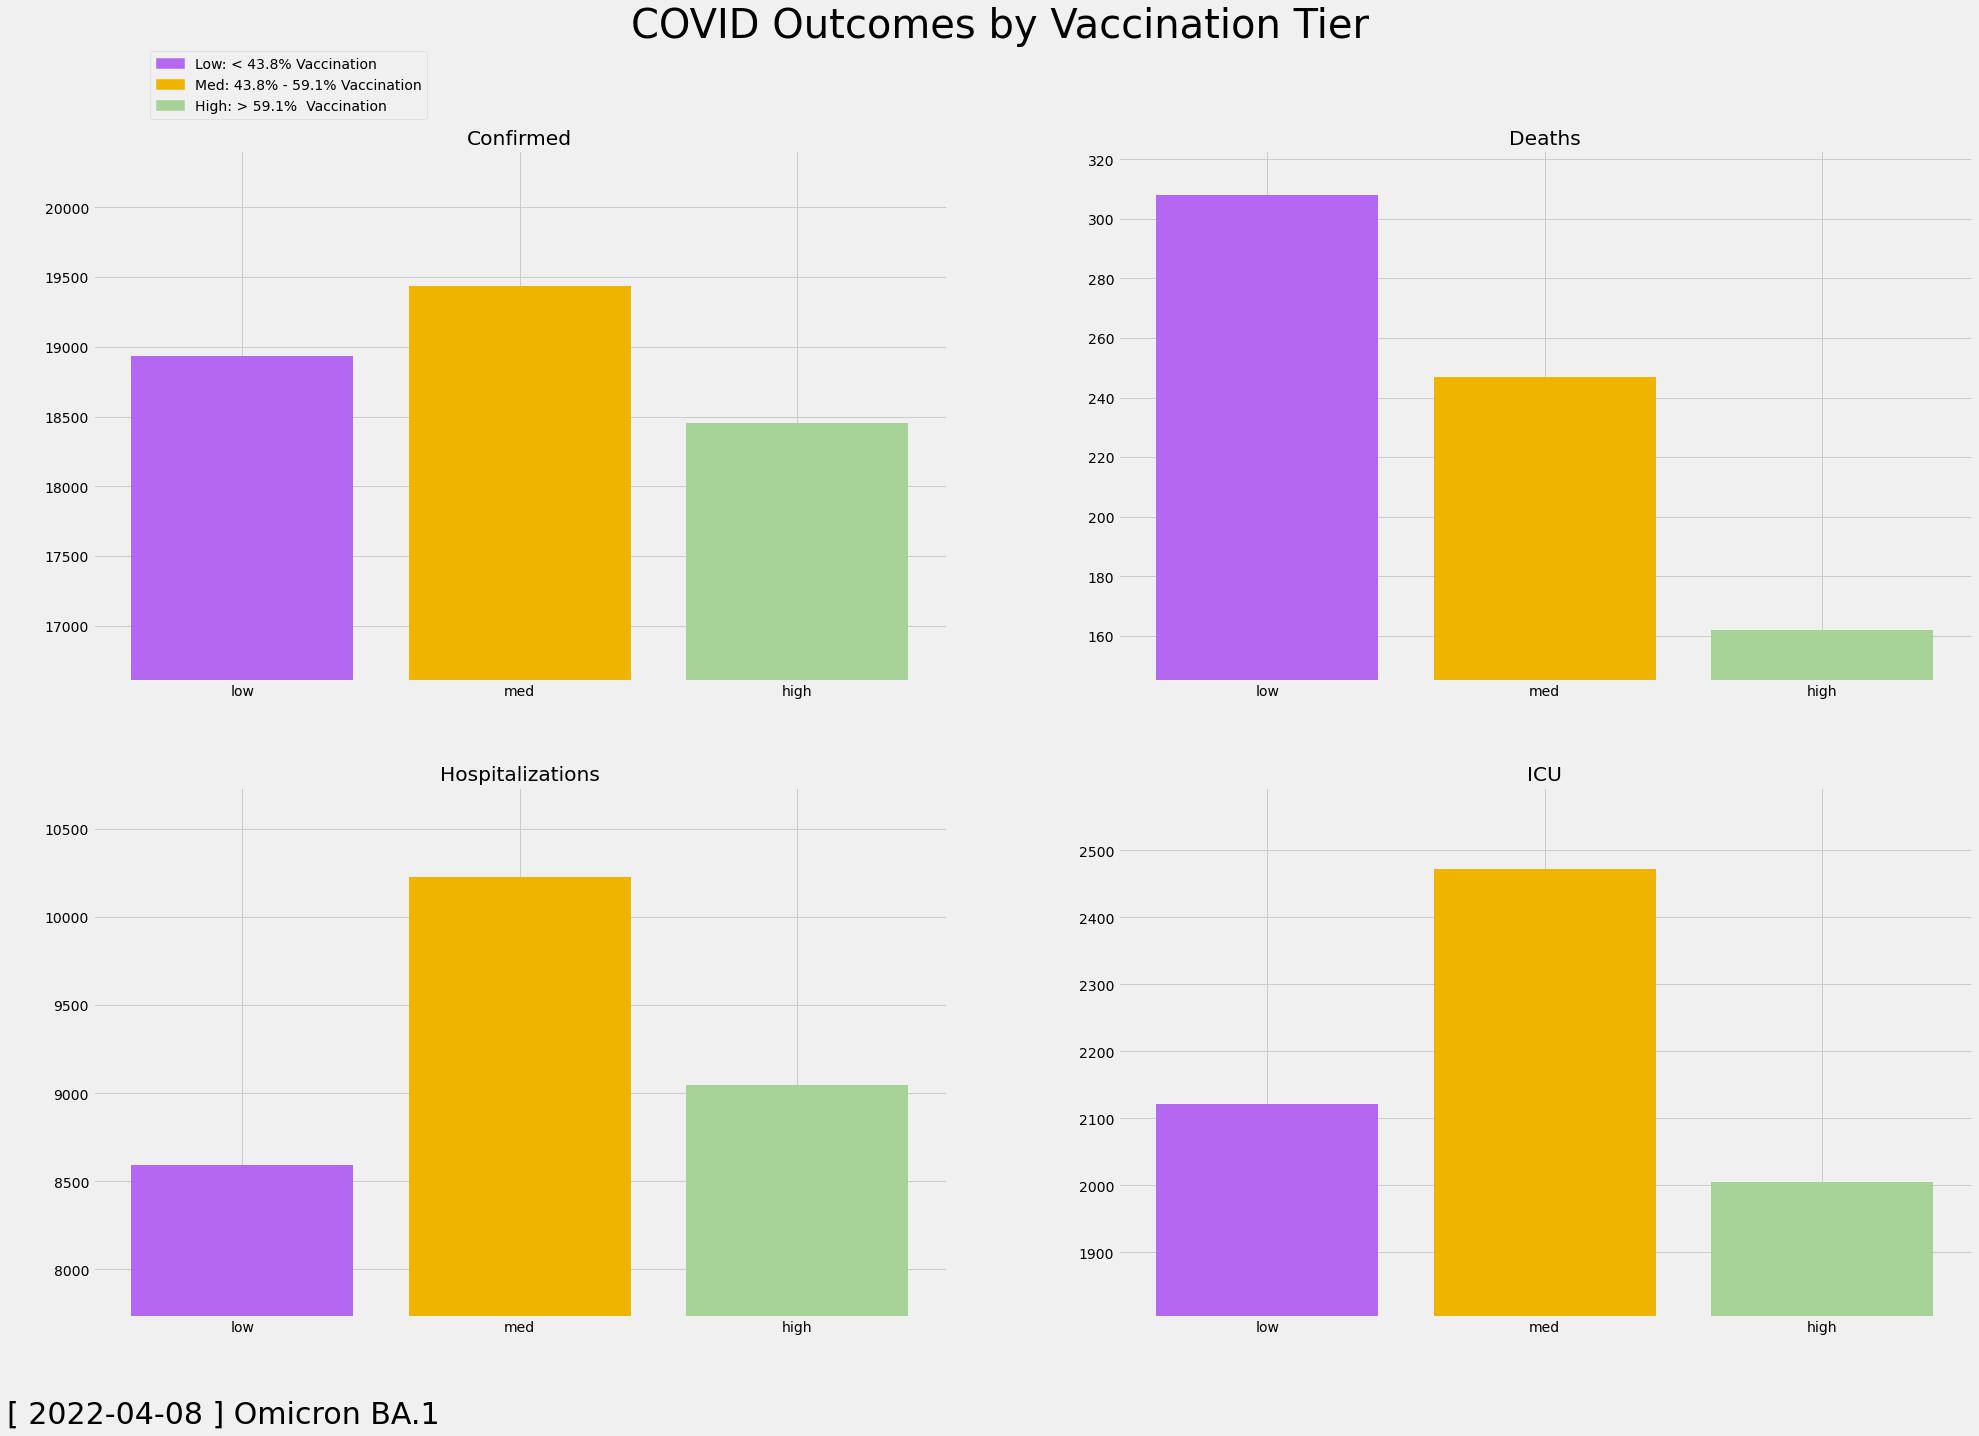 COVID Outcomes by Vaccination Tier
Low: < 43.8% Vaccination
Med: 43.8% - 59.1% Vaccination
High: > 59.1%  Vaccination
Confirmed
20000
19500
19000
18500
18000
17500
17000
low med high
Deaths
320
300
280
260
240
220
200
180
160
low med high
Hospitalizations
10500
10000
9500
9000
8500
8000
low med high
ICU
2500
2400
2300
2200
2100
2000
1900
low med high
[ 2022-04-08 ] Omicron BA.1